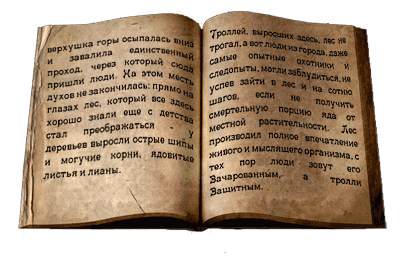 верхушка горы осыпалась вниз
и завалила единственный
проход, через который сюда
пришли люди. На этом месть
духов не закончилась: прямо на
глазах лес, который все здесь
хорошо знали еще с детства
стал преображаться у
деревьев выросли острые шипы
и могучие корни, ядовитые
листья и лианы.
Троллей, выросших здесь, лес не
трогал, а вот люди из города, даже
самые опытные охотники и
следопыты, могли заблудиться, не
успев зайти в лес и на сотню
шагов, если не получить
смертельную порцию яда от
местной растительности. Лес
производил полное впечатление
живого и мыслящего организма, с
тех пор люди зовут его
Зачарованным, а тролли
Защитным.